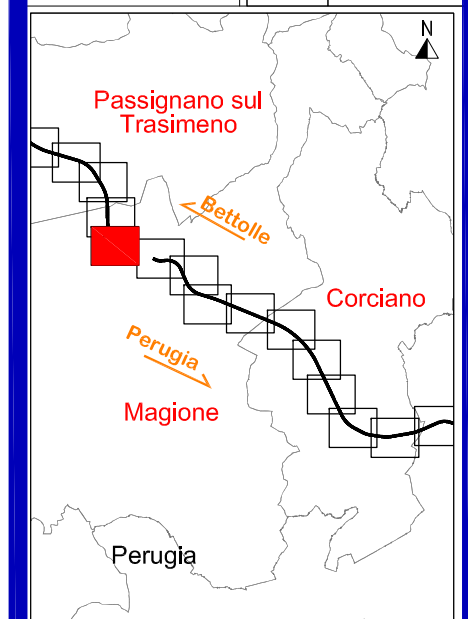 N
Passignano sul
Trasimeno
Bettolle
Corciano
Perugia
Magione
Perugia